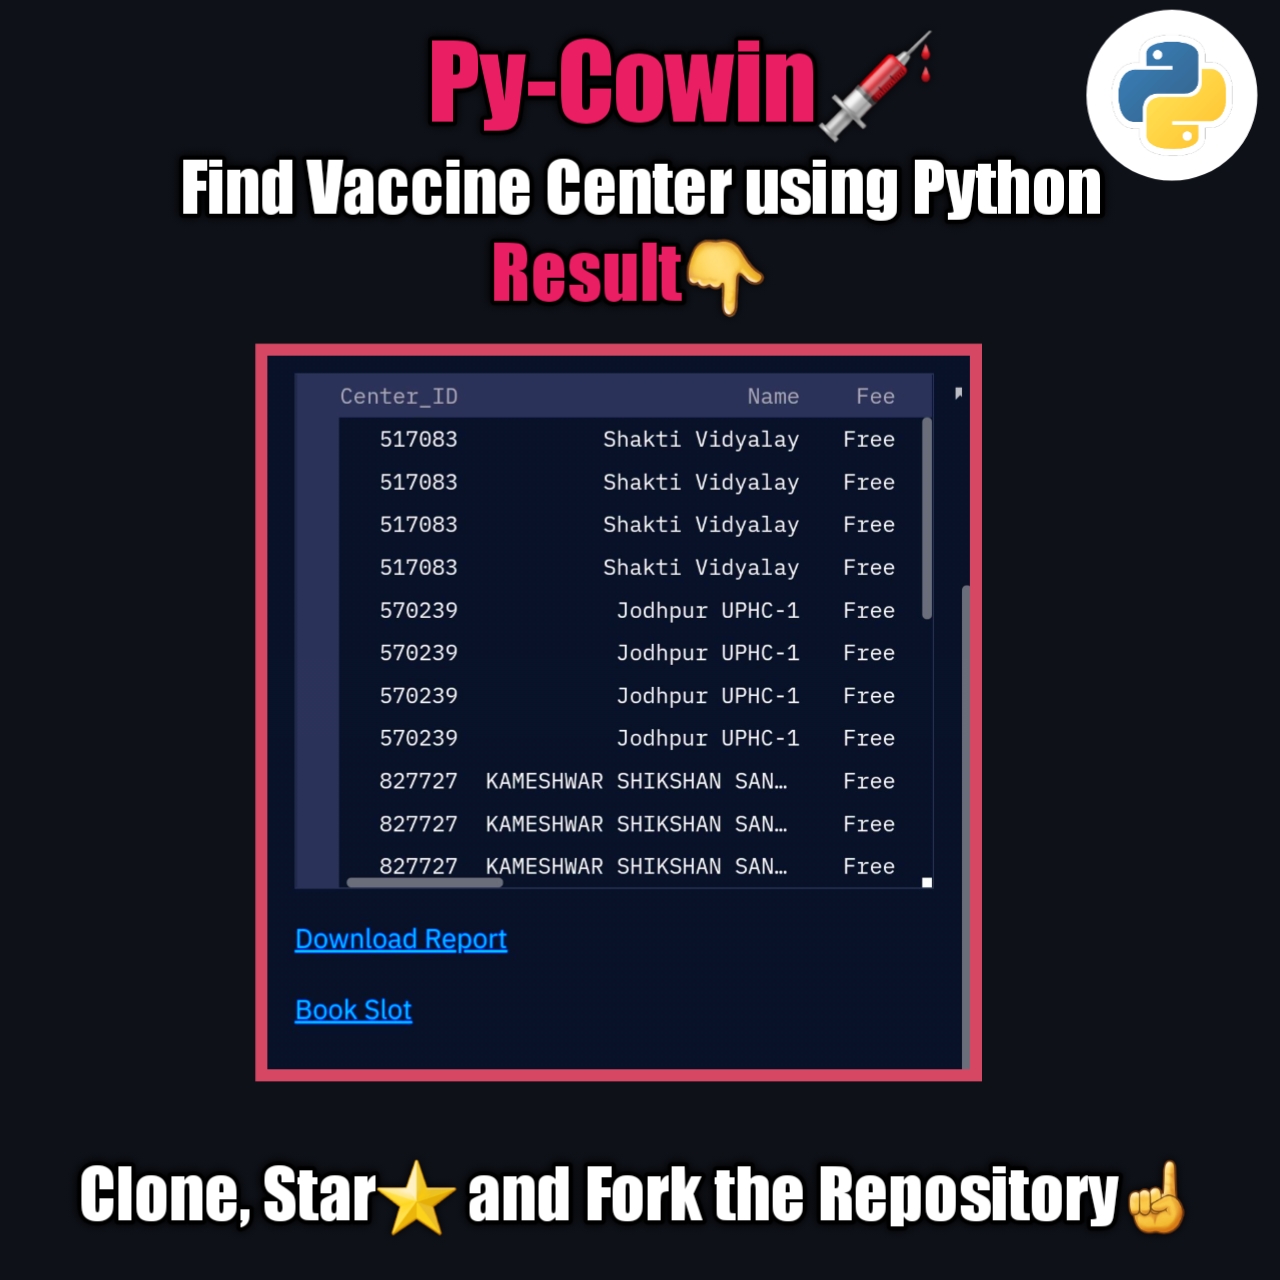 Py-Cowin💉
Find Vaccine Center using Python
Result👇
Center_ID Name Fee
517083 Shakti Vidyalay Free
517083 Shakti Vidyalay Free
517083 Shakti Vidyalay Free
517083 Shakti Vidyalay Free
570239 Jodhpur UPHC-1 Free
570239 Jodhpur UPHC-1 Free
570239 Jodhpur UPHC-1 Free
570239 Jodhpur UPHC-1 Free
827727 KAMESHWAR SHIKSHAN SAN… Free
827727 KAMESHWAR SHIKSHAN SAN… Free
827727 KAMESHWAR SHIKSHAN SAN… Free
Download Report
Book Slot
Clone, Star⭐ and Fork the Repository☝